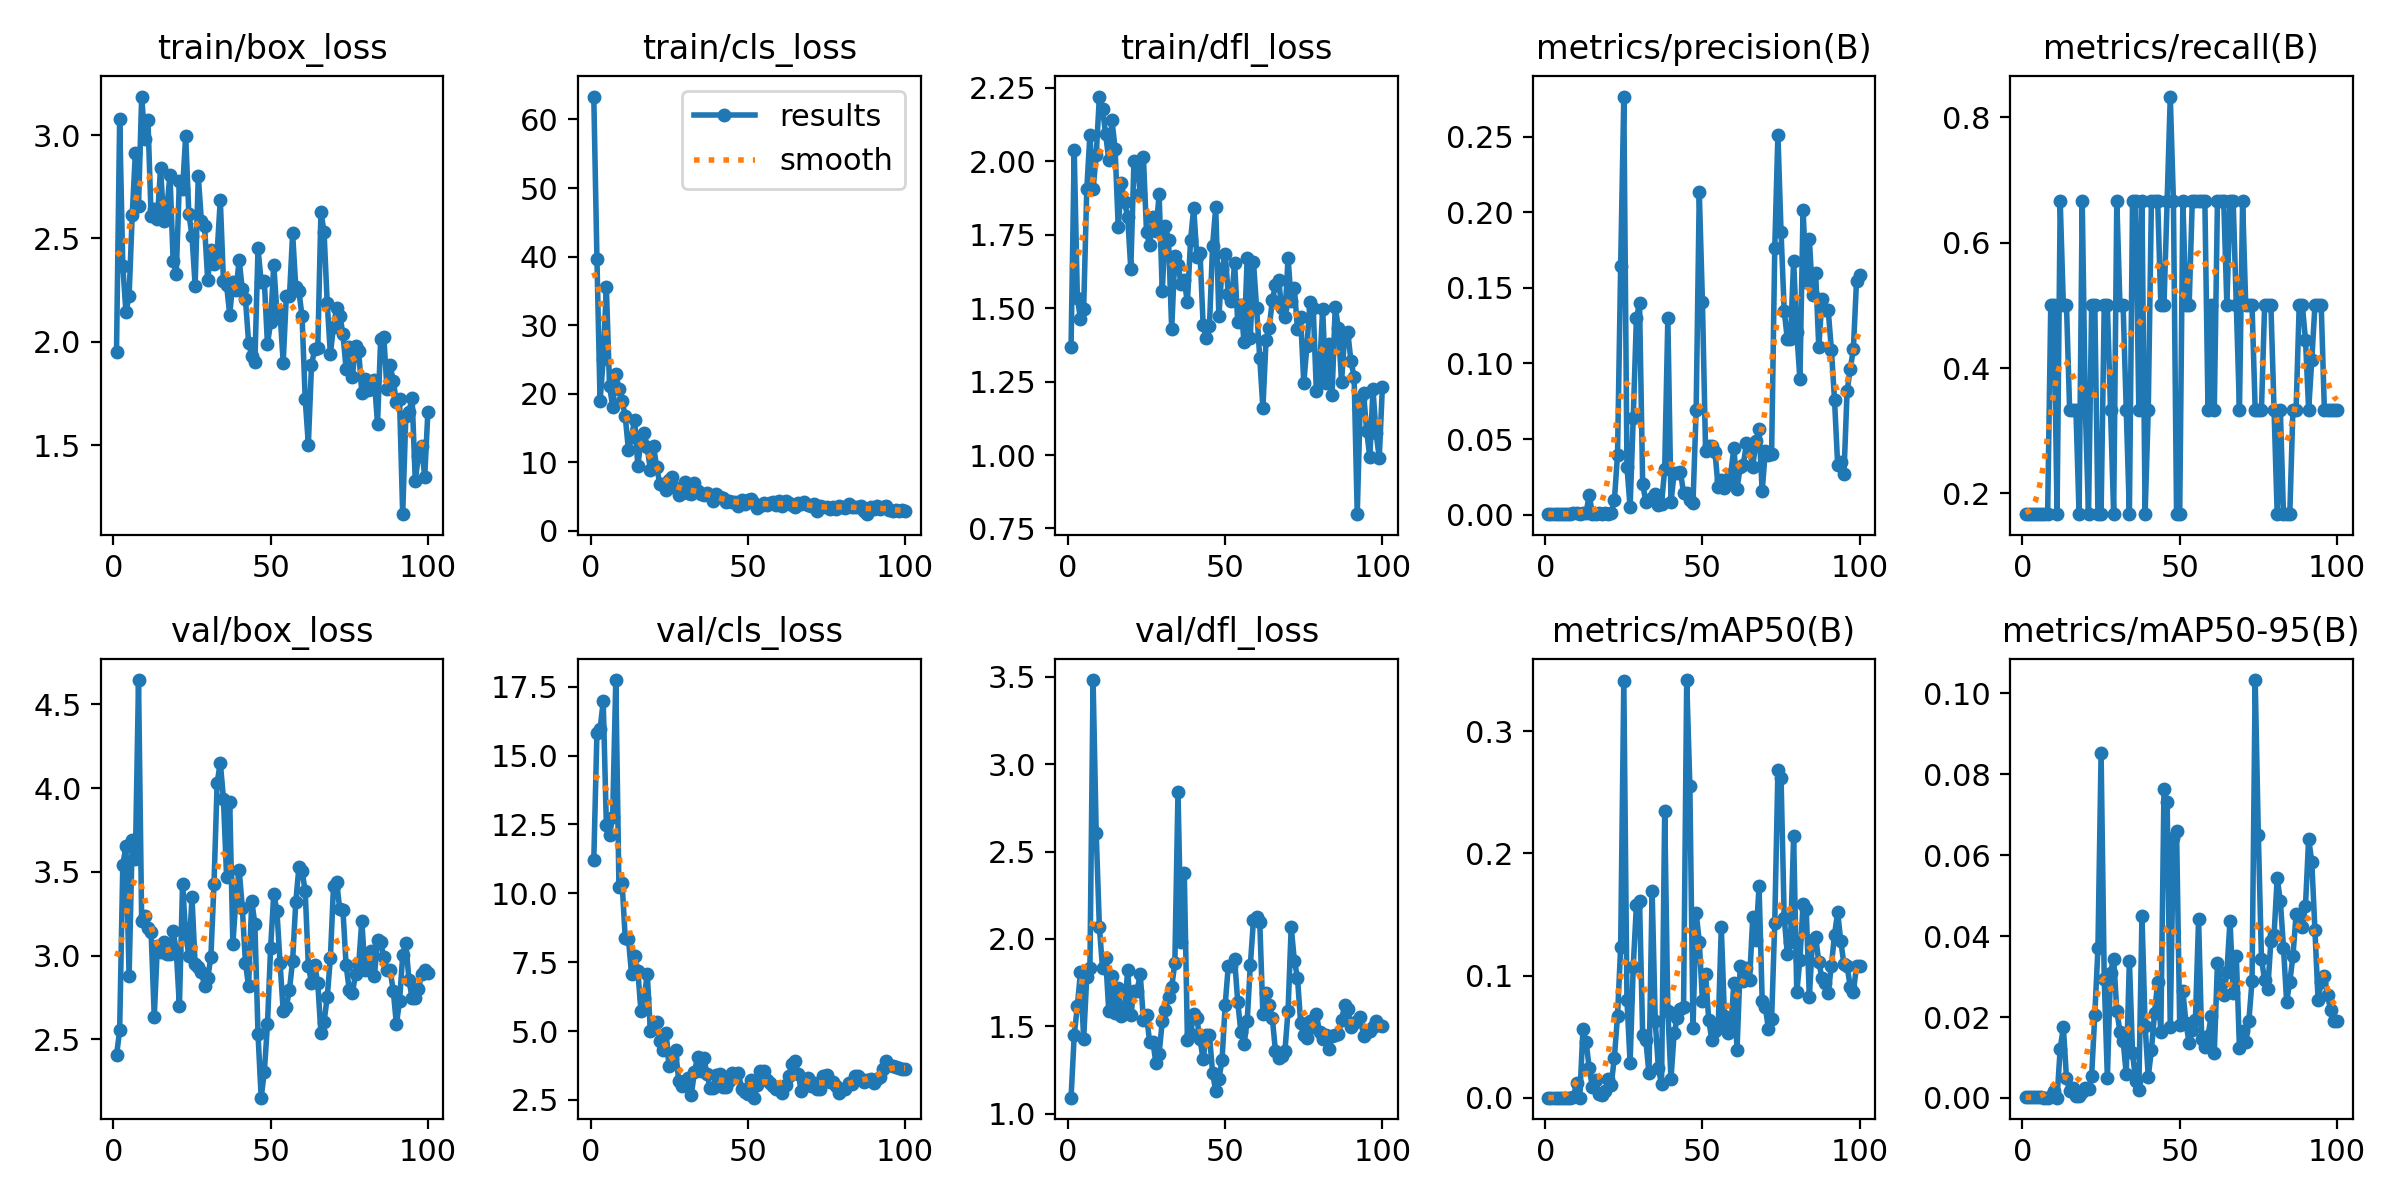 train/box_loss
3.0
2.5
2.0
1.5
0 50 100
train/cls_loss
results
smooth
60
50
40
30
20
10
0
0 50 100
train/dfl_loss
2.25
2.00
1.75
1.50
1.25
1.00
0.75
0 50 100
metrics/precision(B)
0.25
0.20
0.15
0.10
0.05
0.00
0 50 100
metrics/recall(B)
0.8
0.6
0.4
0.2
0 50 100
val/box_loss
4.5
4.0
3.5
3.0
2.5
0 50 100
val/cls_loss
17.5
15.0
12.5
10.0
7.5
5.0
2.5
0 50 100
val/dfl_loss
3.5
3.0
2.5
2.0
1.5
1.0
0 50 100
metrics/mAP50(B)
0.3
0.2
0.1
0.0
0 50 100
metrics/mAP50-95(B)
0.10
0.08
0.06
0.04
0.02
0.00
0 50 100